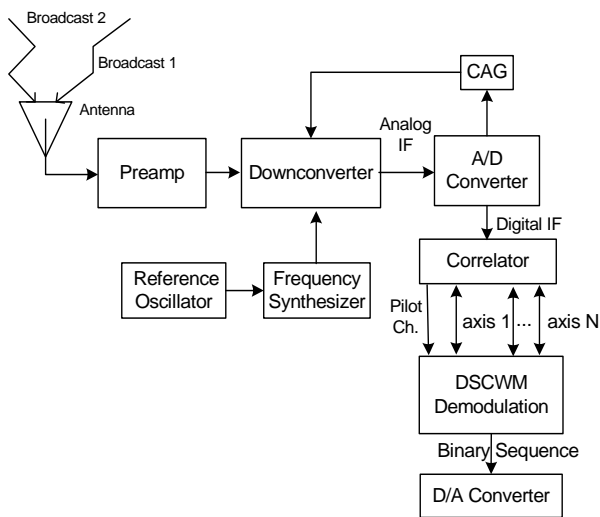 Broadcast 2
Broadcast 1
Antenna
CAG
Analog
IF
Preamp
Downconverter
A/D
Converter
Digital IF
Reference
Oscillator
Frequency
Synthesizer
Correlator
Pilot
Ch.
axis 1 ... axis N
DSCWM
Demodulation
Binary Sequence
D/A Converter